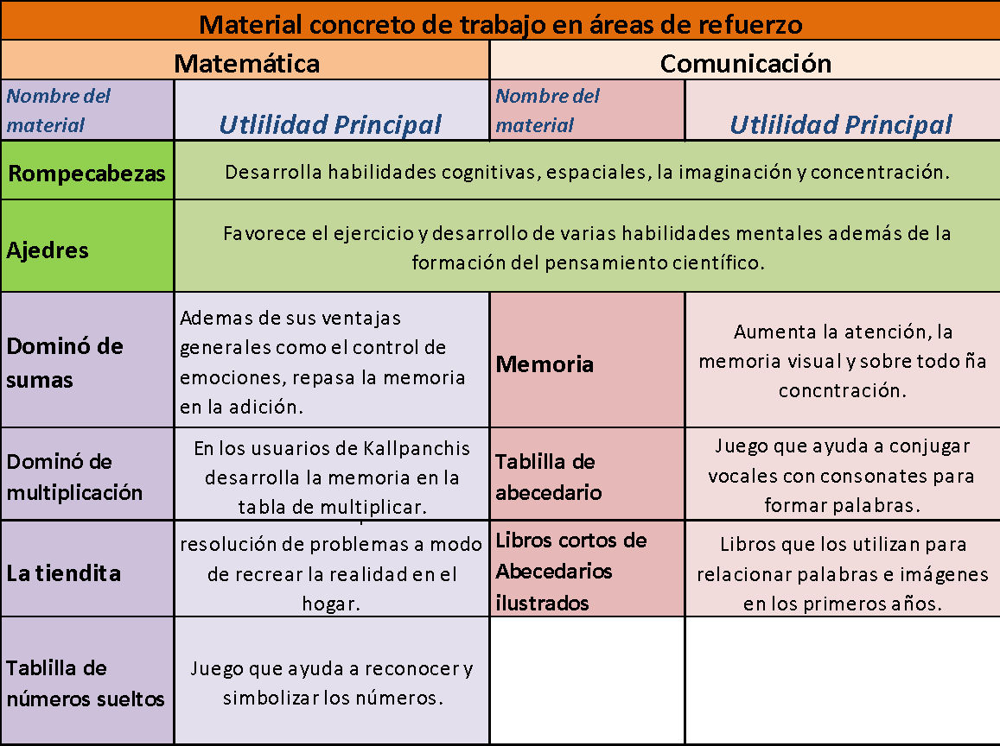 Material concreto de trabajo en áreas de refuerzo
Matemática
Comunicación
Nombre del
material
Utlilidad Principal
Nombre del
material
Utlilidad Principal
Rompecabezas
Desarrolla habilidades cognitivas, espaciales, la imaginación y concentración.
Ajedres
Favorece el ejercicio y desarrollo de varias habilidades mentales además de la
formación del pensamiento científico.
Dominó de
sumas
Ademas de sus ventajas
generales como el control de
emociones, repasa la memoria
en la adición.
Memoria
Aumenta la atención, la
memoria visual y sobre todo ña
concntración.
Dominó de
multiplicación
En los usuarios de Kallpanchis
desarrolla la memoria en la
tabla de multiplicar.
Tablilla de
abecedario
Juego que ayuda a conjugar
vocales con consonates para
formar palabras.
La tiendita
resolución de problemas a modo
de recrear la realidad en el
hogar.
Libros cortos de
Abecedarios
ilustrados
Libros que los utilizan para
relacionar palabras e imágenes
en los primeros años.
Tablilla de
números sueltos
Juego que ayuda a reconocer y
simbolizar los números.